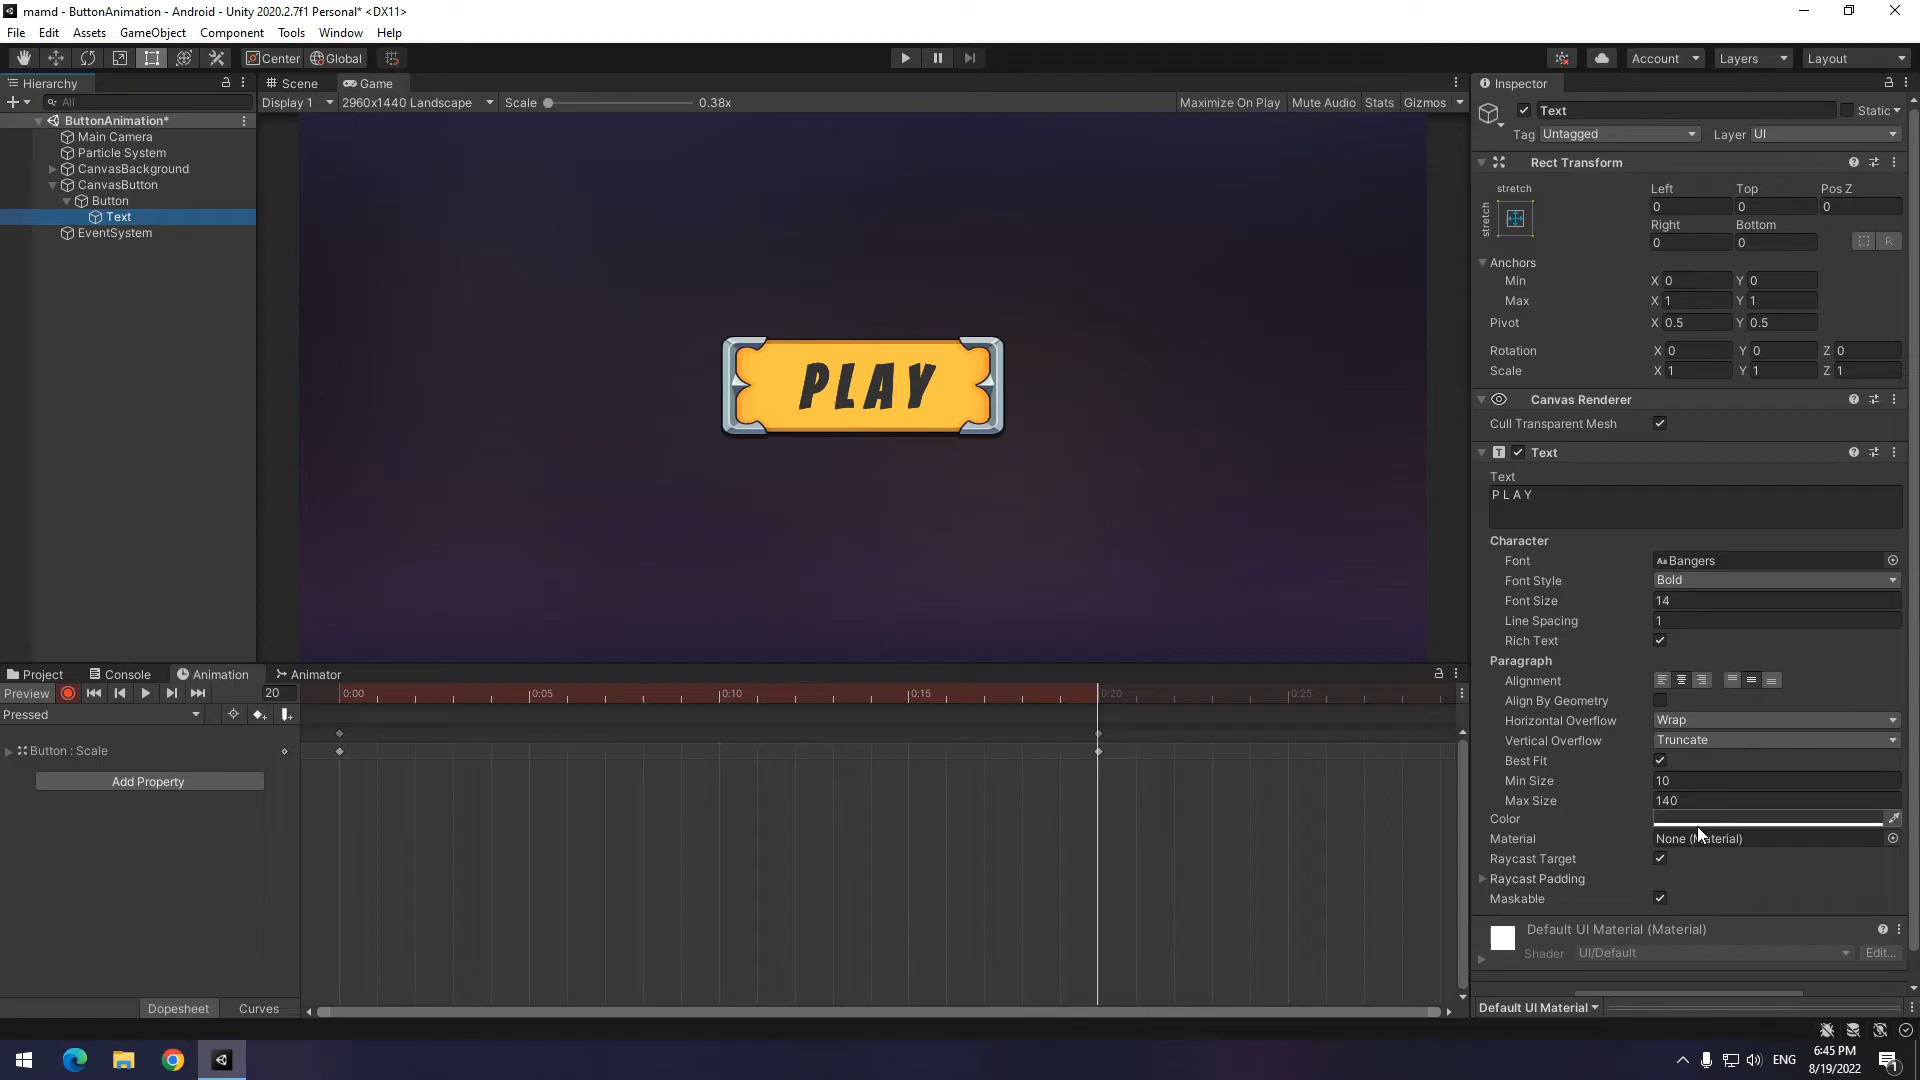 mamd - ButtonAnimation - Android - Unity 2020.2.7f1 Personal* <DX11>
File Edit Assets GameObject Component Tools Window Help
Center Global Account Layers Layout
Hierarchy Scene Game Inspector
All Display 1 2960x1440 Landscape Scale 0.38x Maximize On Play Mute Audio Stats Gizmos
Text Static
ButtonAnimation*
Main Camera
Particle System
CanvasBackground
CanvasButton
Button
Text
EventSystem
PLAY
Tag Untagged Layer UI
Rect Transform
stretch Left Top Pos Z
stretch 0 0 0
Right Bottom
0 0 R
Anchors
Min X 0 Y 0
Max X 1 Y 1
Pivot X 0.5 Y 0.5
Rotation X 0 Y 0 Z 0
Scale X 1 Y 1 Z 1
Canvas Renderer
Cull Transparent Mesh
Text
Text
P L A Y
Character
Font Aa Bangers
Font Style Bold
Font Size 14
Line Spacing 1
Rich Text
Paragraph
Alignment
Align By Geometry
Horizontal Overflow Wrap
Vertical Overflow Truncate
Best Fit
Min Size 10
Max Size 140
Color
Material None (Material)
Raycast Target
Raycast Padding
Maskable
Default UI Material (Material)
Shader UI/Default Edit...
Default UI Material
Project Console Animation Animator
Preview 20 0:00 0:05 0:10 0:15 0:20 0:25
Pressed
Button : Scale
Add Property
Dopesheet Curves
ENG
6:45 PM
8/19/2022
1